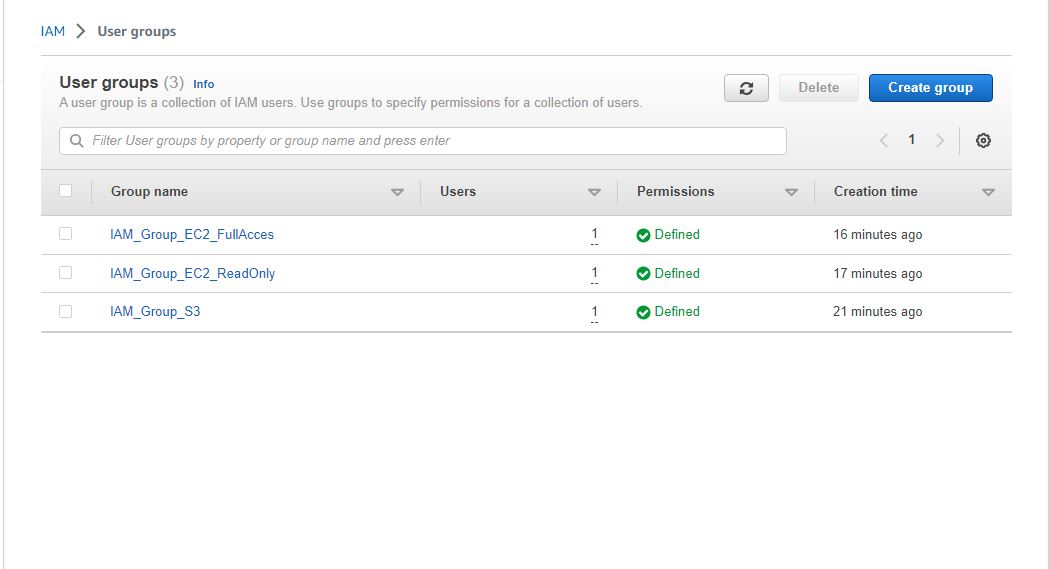 IAM > User groups
User groups (3) Info
A user group is a collection of IAM users. Use groups to specify permissions for a collection of users.
Delete
Create group
Filter User groups by property or group name and press enter
1
Group name Users Permissions Creation time
IAM_Group_EC2_FullAcces 1 Defined 16 minutes ago
IAM_Group_EC2_ReadOnly 1 Defined 17 minutes ago
IAM_Group_S3 1 Defined 21 minutes ago